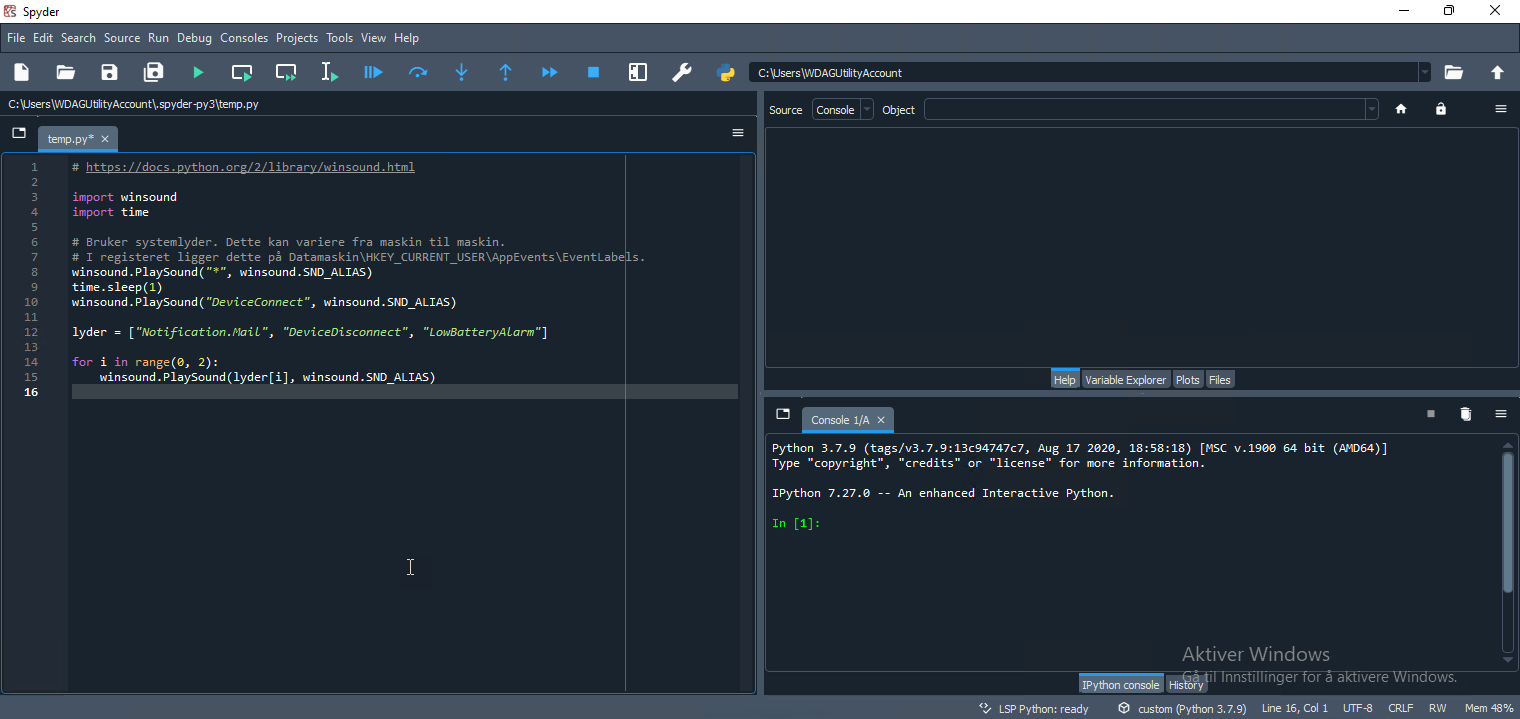 Spyder
File Edit Search Source Run Debug Consoles Projects Tools View Help
C:\Users\WDAGUtilityAccount
C:\Users\WDAGUtilityAccount\.spyder-py3\temp.py
temp.py*
1 # https://docs.python.org/2/library/winsound.html
2
3 import winsound
4 import time
5
6 # Bruker systemlyder. Dette kan variere fra maskin til maskin.
7 # I registeret ligger dette på Datamaskin\HKEY_CURRENT_USER\AppEvents\EventLabels.
8 winsound.PlaySound("*", winsound.SND_ALIAS)
9 time.sleep(1)
10 winsound.PlaySound("DeviceConnect", winsound.SND_ALIAS)
11
12 lyder = ["Notification.Mail", "DeviceDisconnect", "LowBatteryAlarm"]
13
14 for i in range(0, 2):
15     winsound.PlaySound(lyder[i], winsound.SND_ALIAS)
16
Source Console Object
Help Variable Explorer Plots Files
Console 1/A
Python 3.7.9 (tags/v3.7.9:13c94747c7, Aug 17 2020, 18:58:18) [MSC v.1900 64 bit (AMD64)]
Type "copyright", "credits" or "license" for more information.
IPython 7.27.0 -- An enhanced Interactive Python.
In [1]:
Aktiver Windows
Gå til Innstillinger for å aktivere Windows.
IPython console History
LSP Python: ready custom (Python 3.7.9) Line 16, Col 1 UTF-8 CRLF RW Mem 48%